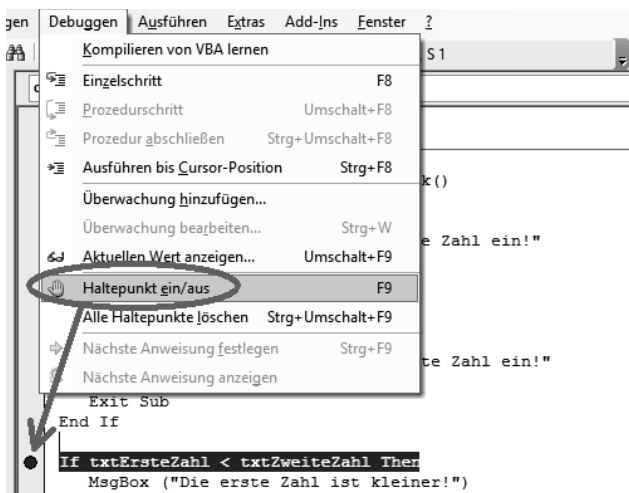 gen Debuggen Ausführen Extras Add-Ins Fenster ?
Kompilieren von VBA lernen
S 1
Einzelschritt F8
Prozedurschritt Umschalt+F8
Prozedur abschließen Strg+Umschalt+F8
Ausführen bis Cursor-Position Strg+F8
k()
Überwachung hinzufügen...
Überwachung bearbeiten... Strg+W
e Zahl ein!"
Aktuellen Wert anzeigen... Umschalt+F9
Haltepunkt ein/aus F9
Alle Haltepunkte löschen Strg+Umschalt+F9
Nächste Anweisung festlegen Strg+F9
te Zahl ein!"
Nächste Anweisung anzeigen
Exit Sub
End If
If txtErsteZahl < txtZweiteZahl Then
MsgBox ("Die erste Zahl ist kleiner!")